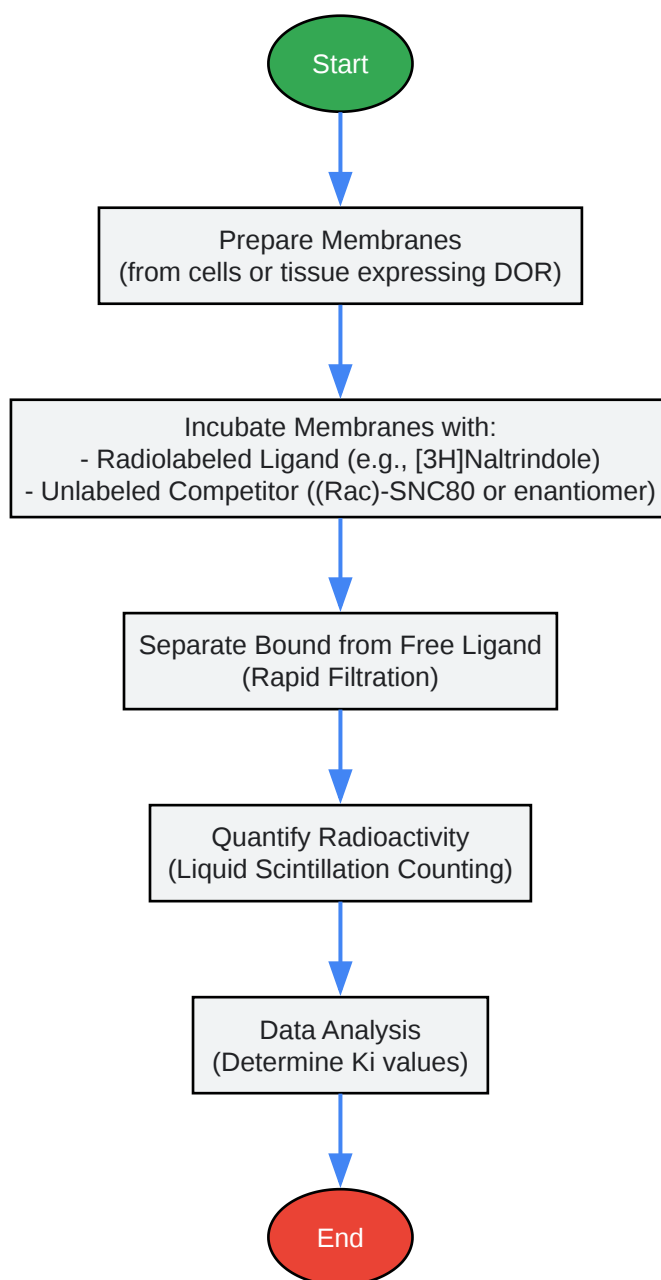 Start
Prepare Membranes
(from cells or tissue expressing DOR)
Incubate Membranes with:
- Radiolabeled Ligand (e.g., [3H]Naltrindole)
- Unlabeled Competitor ((Rac)-SNC80 or enantiomer)
Separate Bound from Free Ligand
(Rapid Filtration)
Quantify Radioactivity
(Liquid Scintillation Counting)
Data Analysis
(Determine Ki values)
End